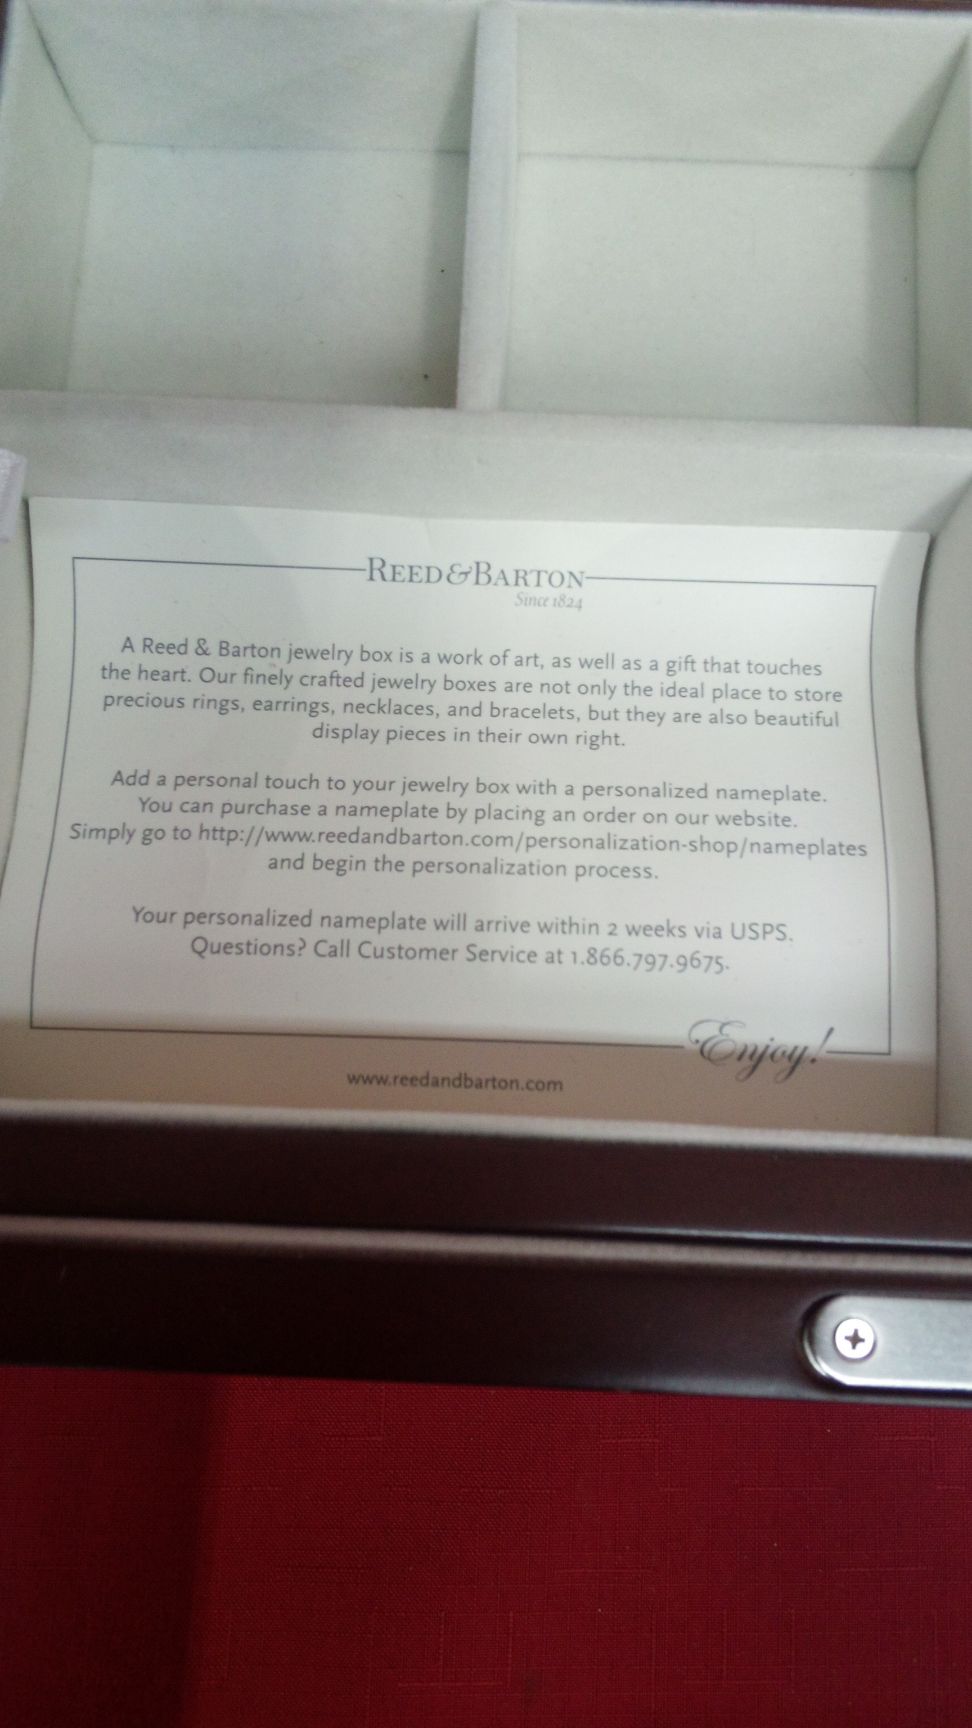 REED & BARTON
Since 1824
A Reed & Barton jewelry box is a work of art, as well as a gift that touches
the heart. Our finely crafted jewelry boxes are not only the ideal place to store
precious rings, earrings, necklaces, and bracelets, but they are also beautiful
display pieces in their own right.
Add a personal touch to your jewelry box with a personalized nameplate.
You can purchase a nameplate by placing an order on our website.
Simply go to http://www.reedandbarton.com/personalization-shop/nameplates
and begin the personalization process.
Your personalized nameplate will arrive within 2 weeks via USPS.
Questions? Call Customer Service at 1.866.797.9675.
Enjoy!
www.reedandbarton.com